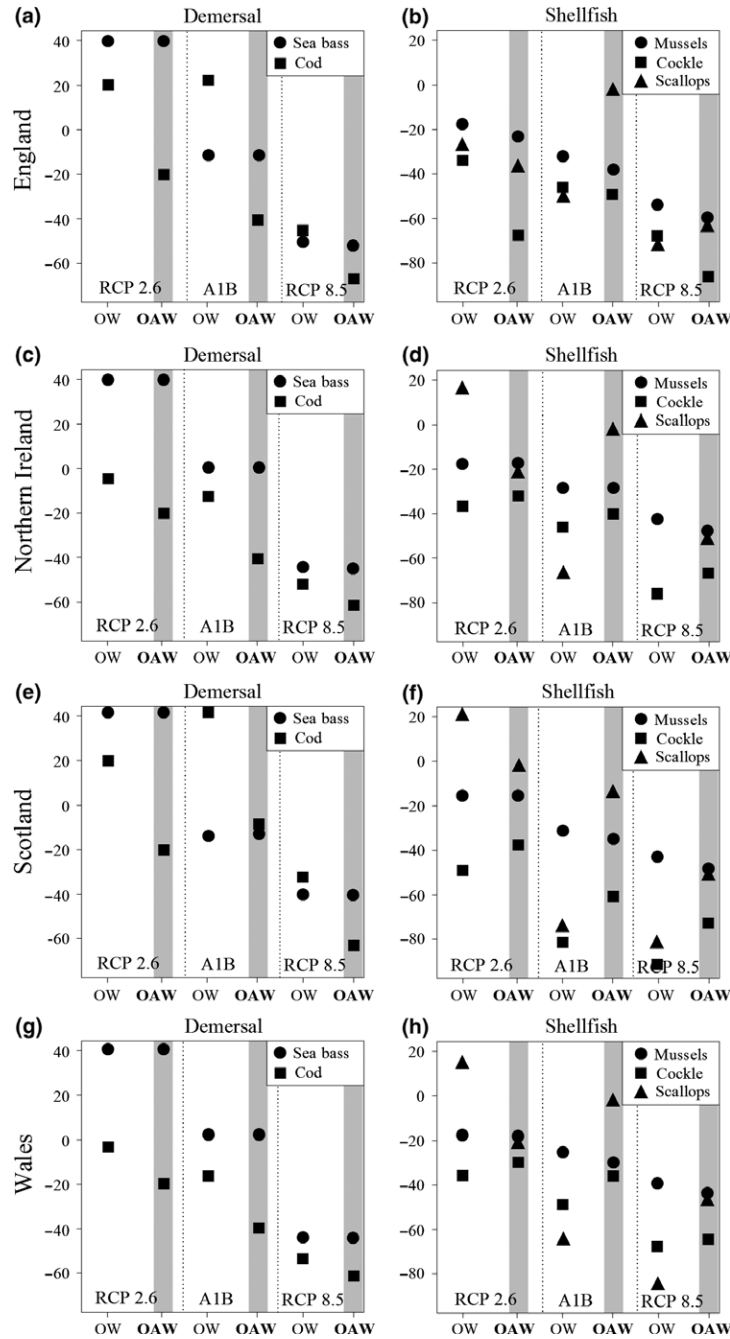 (a) Demersal
Sea bass
Cod
England
40
20
0
−20
−40
−60
RCP 2.6 A1B RCP 8.5
OW OAW OW OAW OW OAW
(b) Shellfish
Mussels
Cockle
Scallops
20
0
−20
−40
−60
−80
RCP 2.6 A1B RCP 8.5
OW OAW OW OAW OW OAW
(c) Demersal
Sea bass
Cod
Northern Ireland
40
20
0
−20
−40
−60
RCP 2.6 A1B RCP 8.5
OW OAW OW OAW OW OAW
(d) Shellfish
Mussels
Cockle
Scallops
20
0
−20
−40
−60
−80
RCP 2.6 A1B RCP 8.5
OW OAW OW OAW OW OAW
(e) Demersal
Sea bass
Cod
Scotland
40
20
0
−20
−40
−60
RCP 2.6 A1B RCP 8.5
OW OAW OW OAW OW OAW
(f) Shellfish
Mussels
Cockle
Scallops
20
0
−20
−40
−60
−80
RCP 2.6 A1B RCP 8.5
OW OAW OW OAW OW OAW
(g) Demersal
Sea bass
Cod
Wales
40
20
0
−20
−40
−60
RCP 2.6 A1B RCP 8.5
OW OAW OW OAW OW OAW
(h) Shellfish
Mussels
Cockle
Scallops
20
0
−20
−40
−60
−80
RCP 2.6 A1B RCP 8.5
OW OAW OW OAW OW OAW